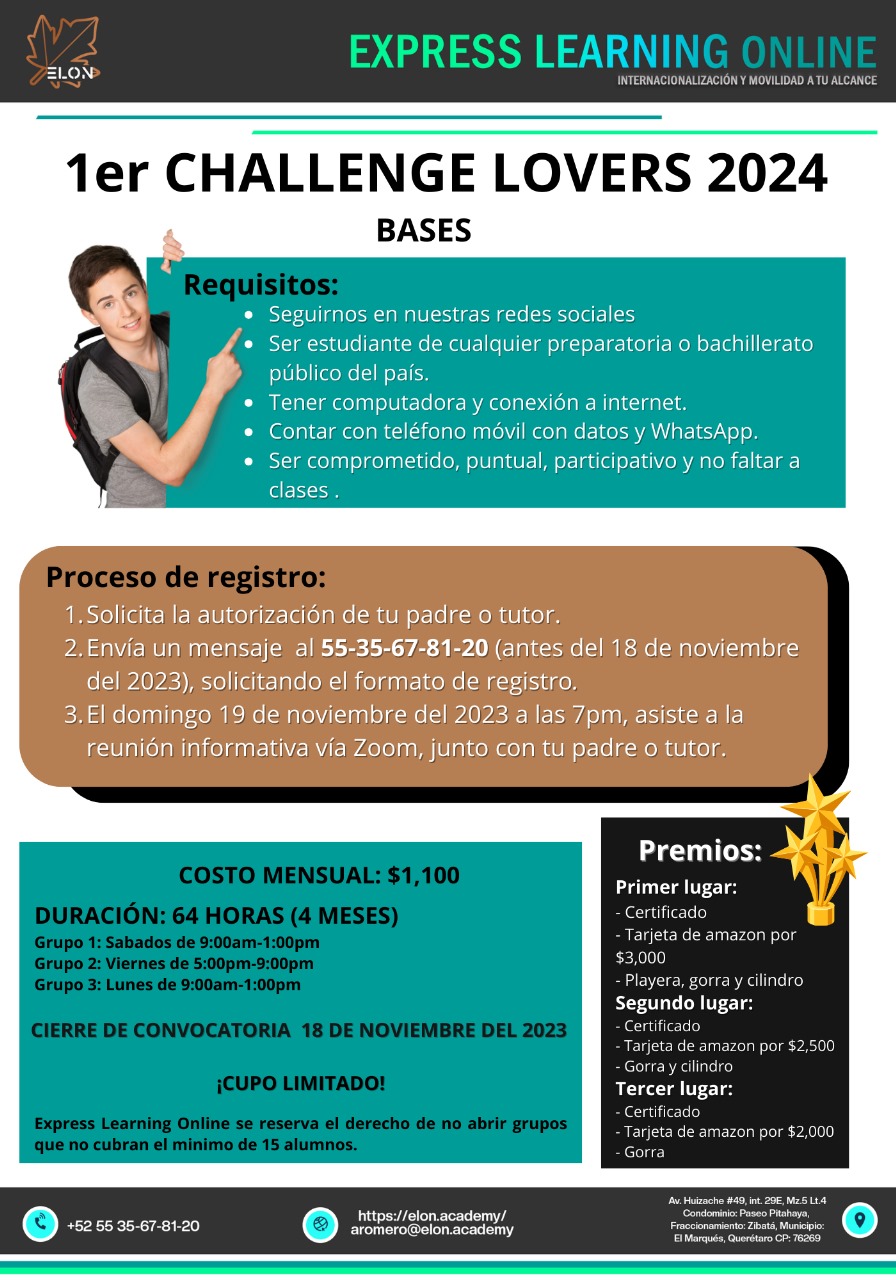 ELON
EXPRESS LEARNING ONLINE
INTERNACIONALIZACIÓN Y MOVILIDAD A TU ALCANCE
1er CHALLENGE LOVERS 2024
BASES
Requisitos:
• Seguirnos en nuestras redes sociales
• Ser estudiante de cualquier preparatoria o bachillerato
público del país.
• Tener computadora y conexión a internet.
• Contar con teléfono móvil con datos y WhatsApp.
• Ser comprometido, puntual, participativo y no faltar a
clases .
Proceso de registro:
1. Solicita la autorización de tu padre o tutor.
2. Envía un mensaje  al 55-35-67-81-20 (antes del 18 de noviembre
del 2023), solicitando el formato de registro.
3. El domingo 19 de noviembre del 2023 a las 7pm, asiste a la
reunión informativa vía Zoom, junto con tu padre o tutor.
COSTO MENSUAL: $1,100
DURACIÓN: 64 HORAS (4 MESES)
Grupo 1: Sabados de 9:00am-1:00pm
Grupo 2: Viernes de 5:00pm-9:00pm
Grupo 3: Lunes de 9:00am-1:00pm
CIERRE DE CONVOCATORIA  18 DE NOVIEMBRE DEL 2023
¡CUPO LIMITADO!
Express Learning Online se reserva el derecho de no abrir grupos
que no cubran el minimo de 15 alumnos.
Premios:
Primer lugar:
- Certificado
- Tarjeta de amazon por
$3,000
- Playera, gorra y cilindro
Segundo lugar:
- Certificado
- Tarjeta de amazon por $2,500
- Gorra y cilindro
Tercer lugar:
- Certificado
- Tarjeta de amazon por $2,000
- Gorra
+52 55 35-67-81-20
https://elon.academy/
aromero@elon.academy
Av. Huizache #49, int. 29E, Mz.5 Lt.4
Condominio: Paseo Pitahaya,
Fraccionamiento: Zibatá, Municipio:
El Marqués, Querétaro CP: 76269